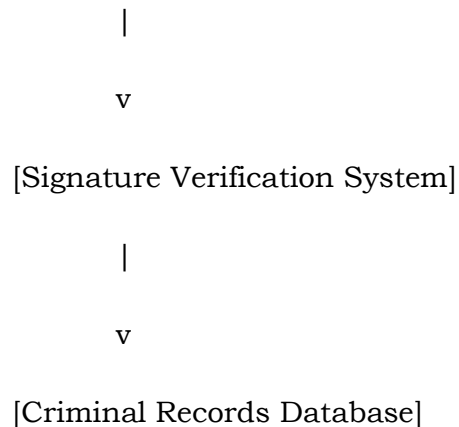 |
v
[Signature Verification System]
|
v
[Criminal Records Database]